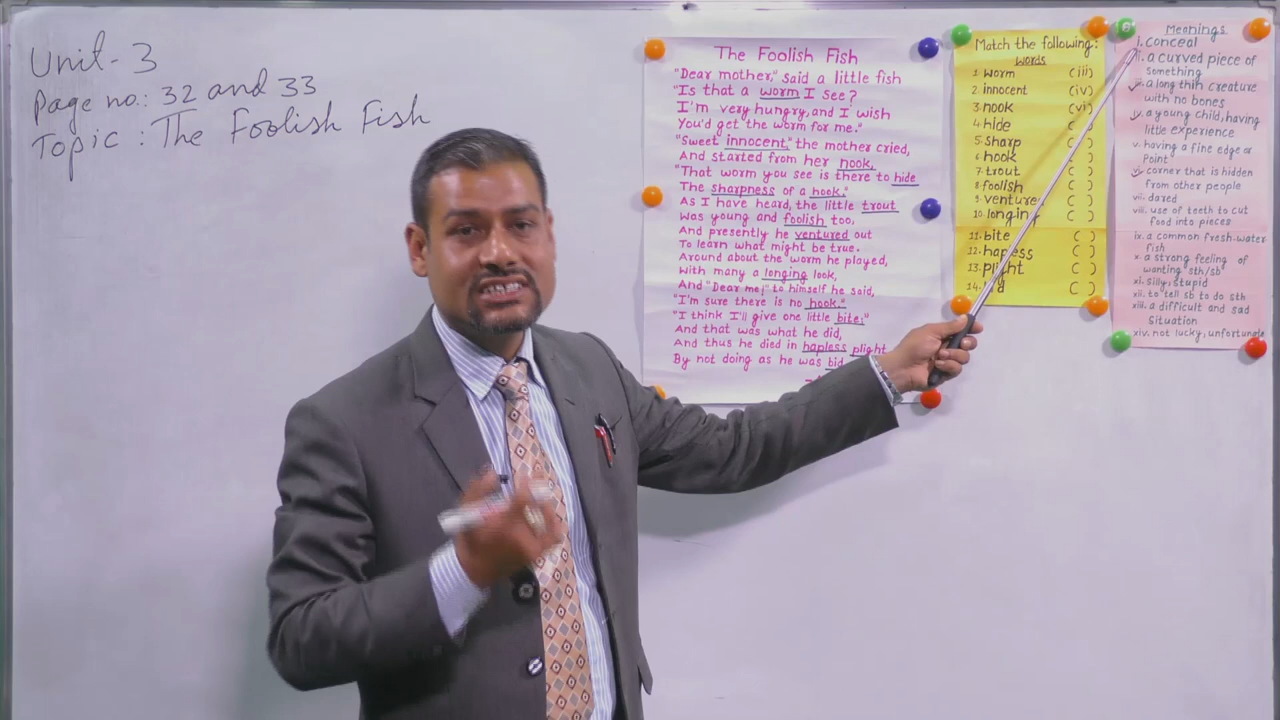 Unit-3
Page no.: 32 and 33
Topic : The Foolish Fish
The Foolish Fish
"Dear mother," said a little fish
"Is that a worm I see?
I'm very hungry, and I wish
You'd get the worm for me."
"Sweet innocent," the mother cried,
And started from her nook,
"That worm you see is there to hide
The sharpness of a hook."
As I have heard, the little trout
Was young and foolish too,
And presently he ventured out
To learn what might be true.
Around about the worm he played,
With many a longing look,
And "Dear me!" to himself he said,
"I'm sure there is no hook."
"I think I'll give one little bite;"
And that was what he did,
And thus he died in hapless plight
By not doing as he was bid
Match the following:
Words
1. worm (iii)
2. innocent (iv)
3. nook (vi)
4. hide ( )
5. sharp ( )
6. hook ( )
7. trout ( )
8. foolish ( )
9. venture ( )
10. longing ( )
11. bite ( )
12. hapless ( )
13. plight ( )
14. ( )
Meanings
i. conceal
ii. a curved piece of
something
iii. a long thin creature
with no bones
iv. a young child, having
little experience
v. having a fine edge or
Point
vi. corner that is hidden
from other people
vii. dared
viii. use of teeth to cut
food into pieces
ix. a common fresh-water
fish
x. a strong feeling of
wanting sth/sb
xi. silly, stupid
xii. to tell sb to do sth
xiii. a difficult and sad
Situation
xiv. not lucky, unfortunate